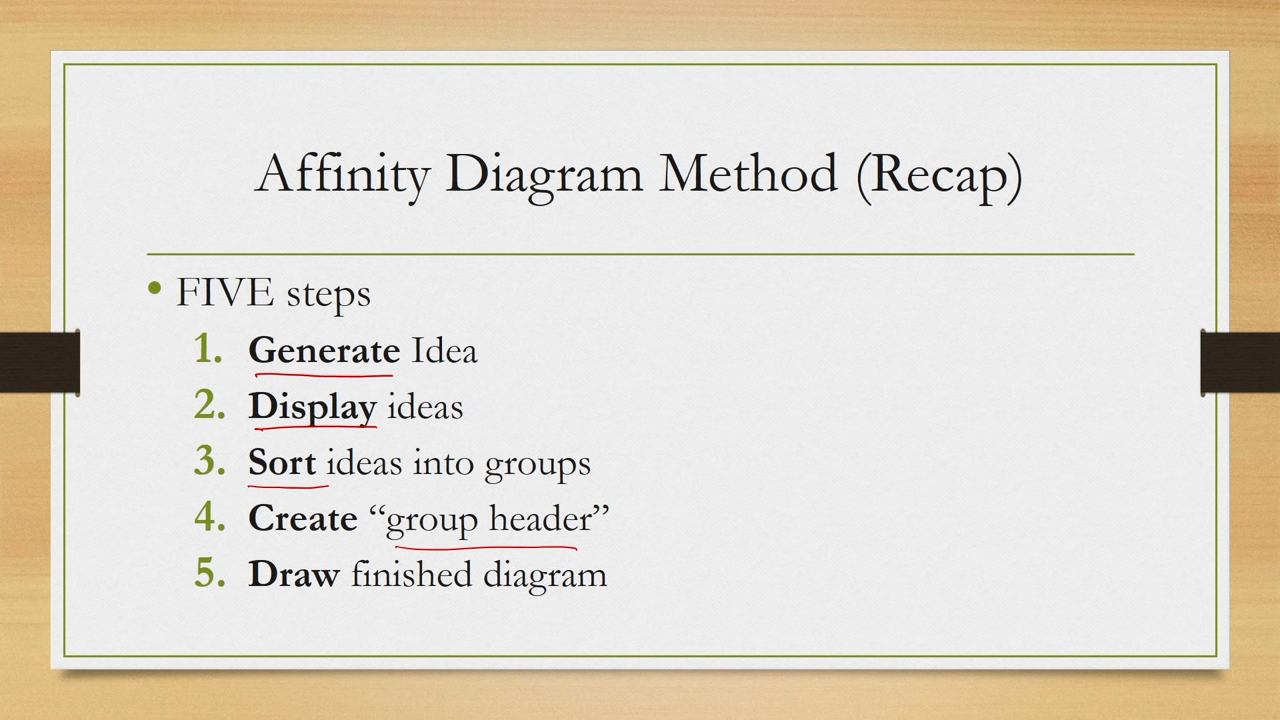 Affinity Diagram Method (Recap)
• FIVE steps
1. Generate Idea
2. Display ideas
3. Sort ideas into groups
4. Create “group header”
5. Draw finished diagram